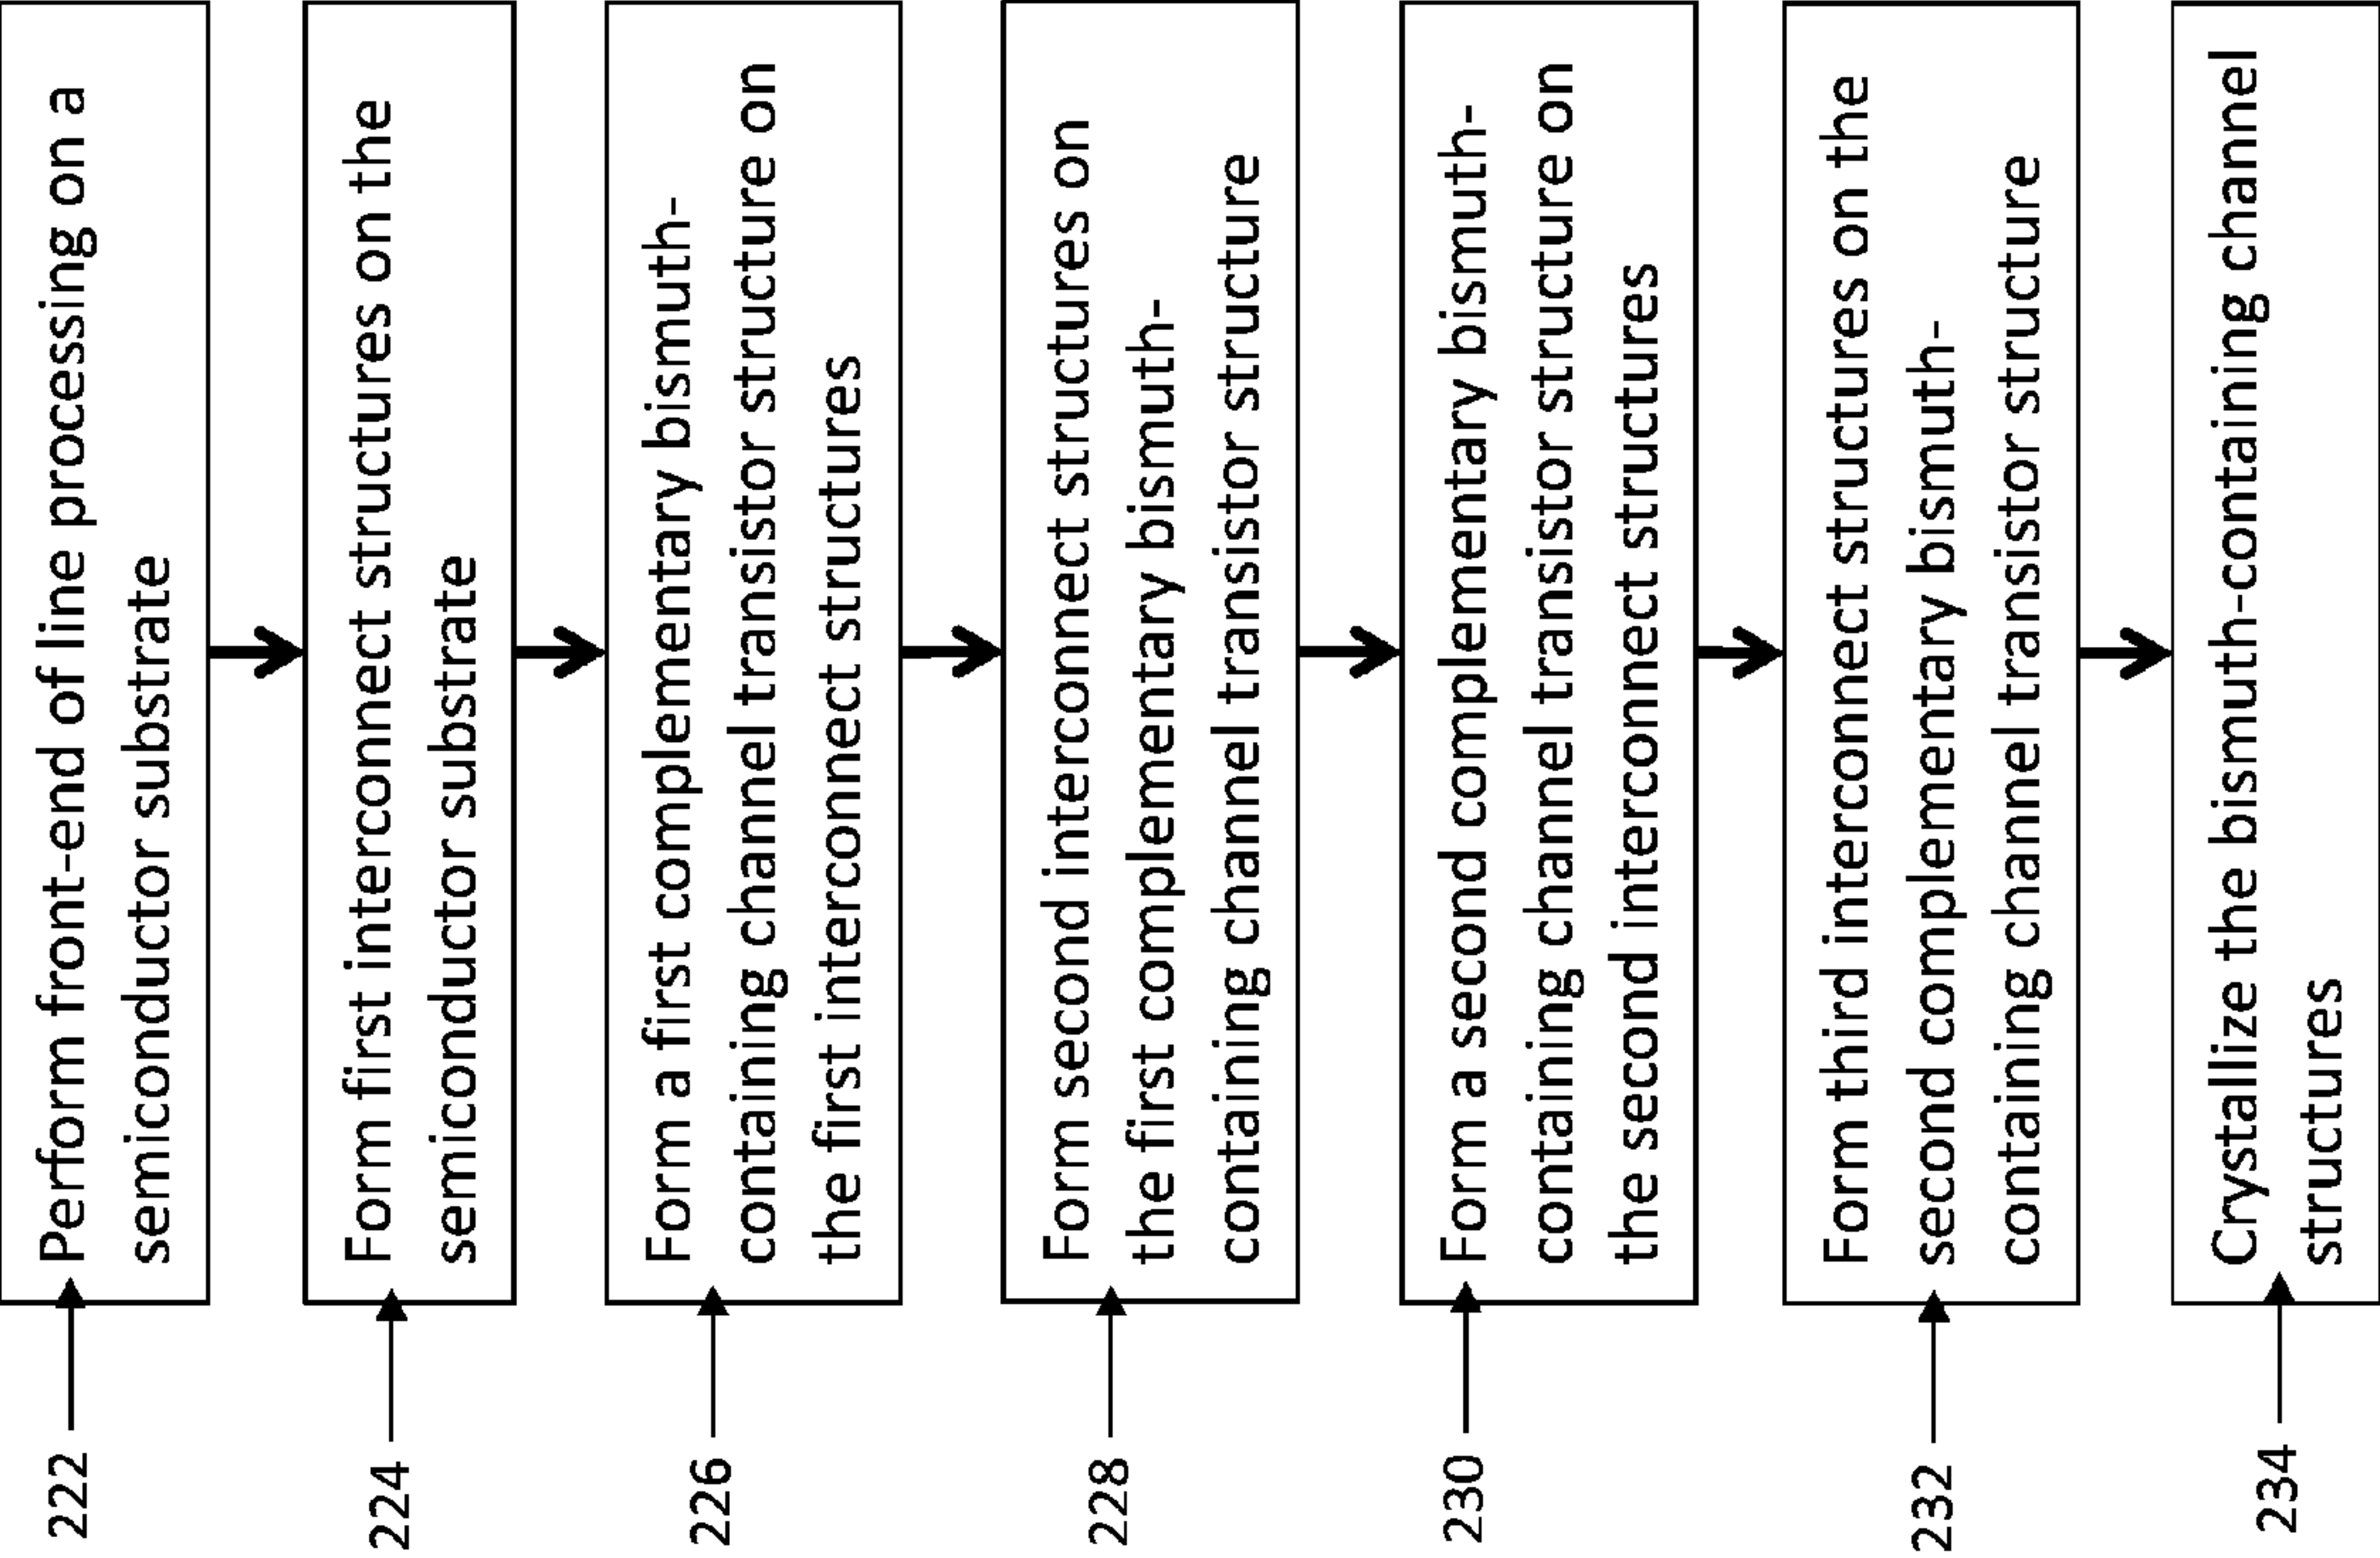 222
Perform front-end of line processing on a
semiconductor substrate
224
Form first interconnect structures on the
semiconductor substrate
226
Form a first complementary bismuth-
containing channel transistor structure on
the first interconnect structures
228
Form second interconnect structures on
the first complementary bismuth-
containing channel transistor structure
230
Form a second complementary bismuth-
containing channel transistor structure on
the second interconnect structures
232
Form third interconnect structures on the
second complementary bismuth-
containing channel transistor structure
234
Crystallize the bismuth-containing channel
structures